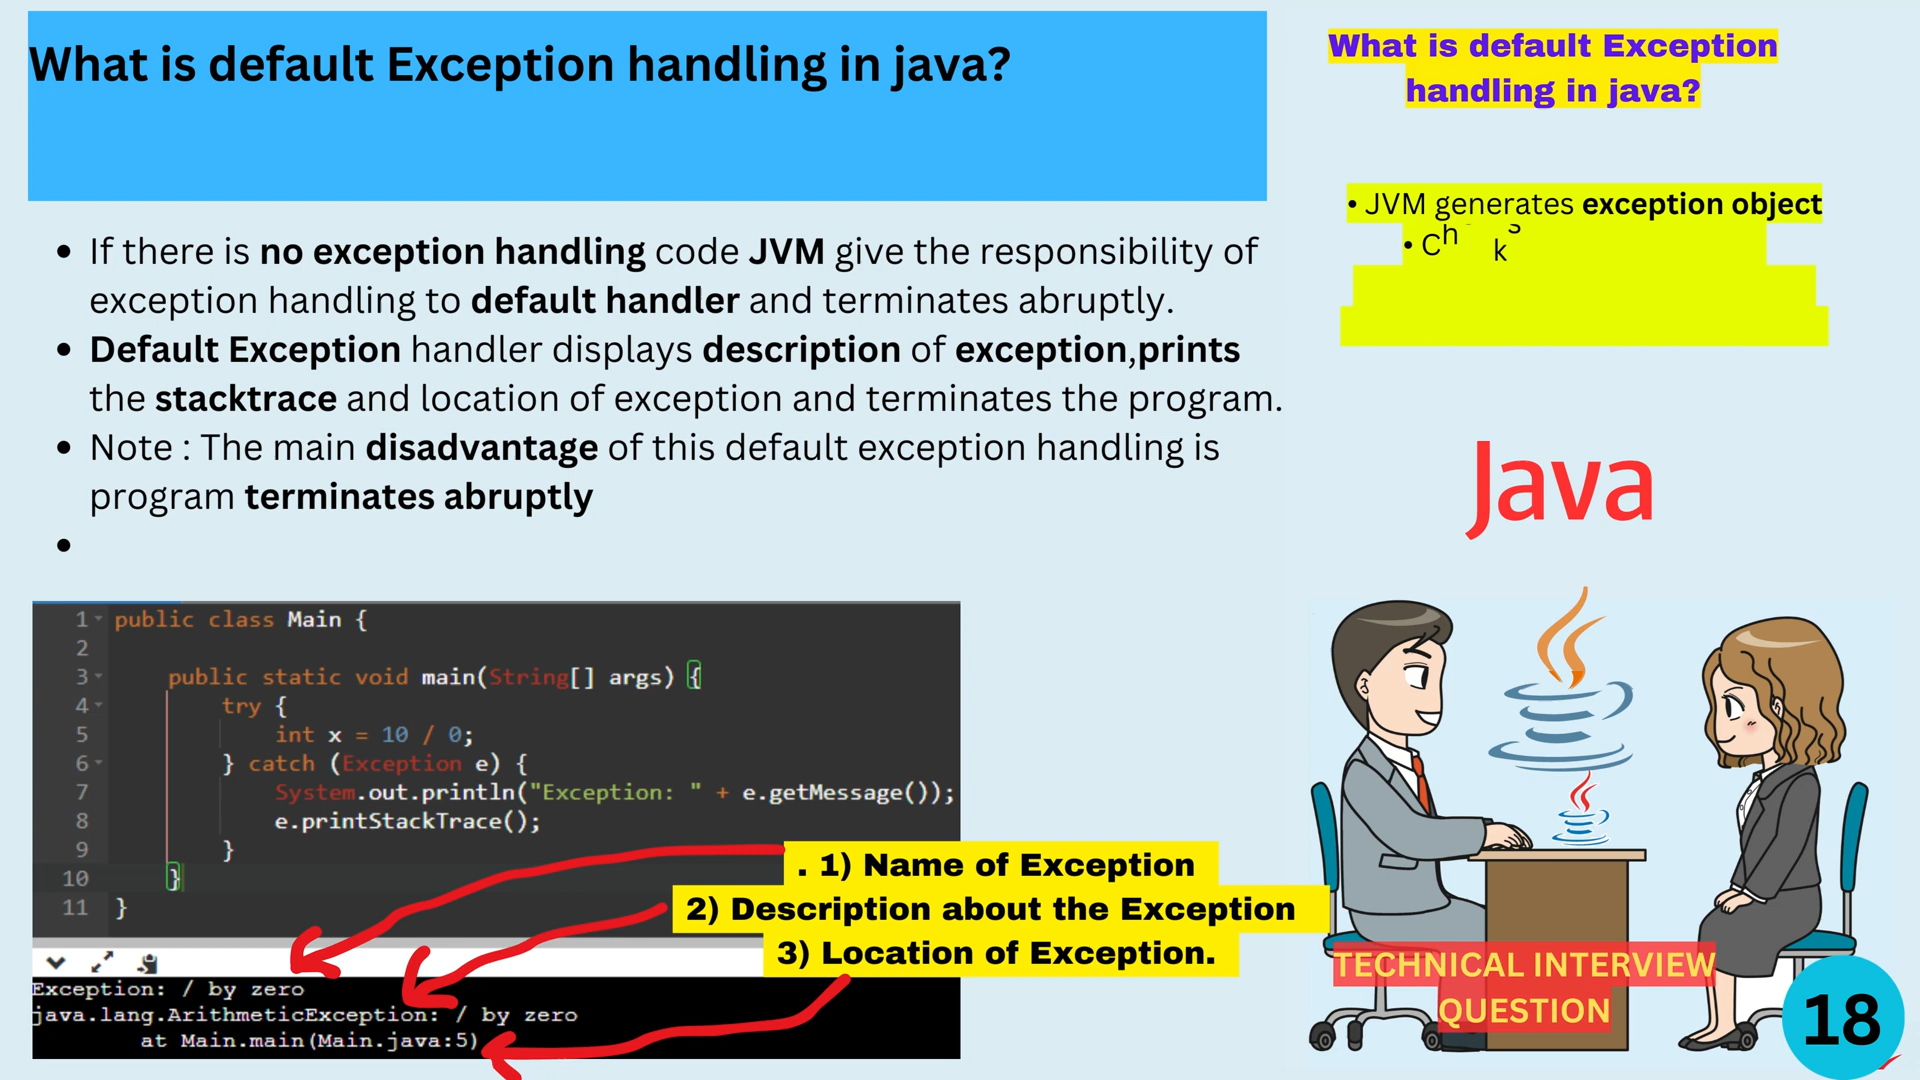 What is default Exception handling in java?
• If there is no exception handling code JVM give the responsibility of
exception handling to default handler and terminates abruptly.
• Default Exception handler displays description of exception,prints
the stacktrace and location of exception and terminates the program.
• Note : The main disadvantage of this default exception handling is
program terminates abruptly
•
1 public class Main {
2
3 public static void main(String[] args) {
4 try {
5 int x = 10 / 0;
6 } catch (Exception e) {
7 System.out.println("Exception: " + e.getMessage());
8 e.printStackTrace();
9 }
10 }
11 }
Exception: / by zero
java.lang.ArithmeticException: / by zero
at Main.main(Main.java:5)
. 1) Name of Exception
2) Description about the Exception
3) Location of Exception.
What is default Exception
handling in java?
• JVM generates exception object
Java
TECHNICAL INTERVIEW
QUESTION
18